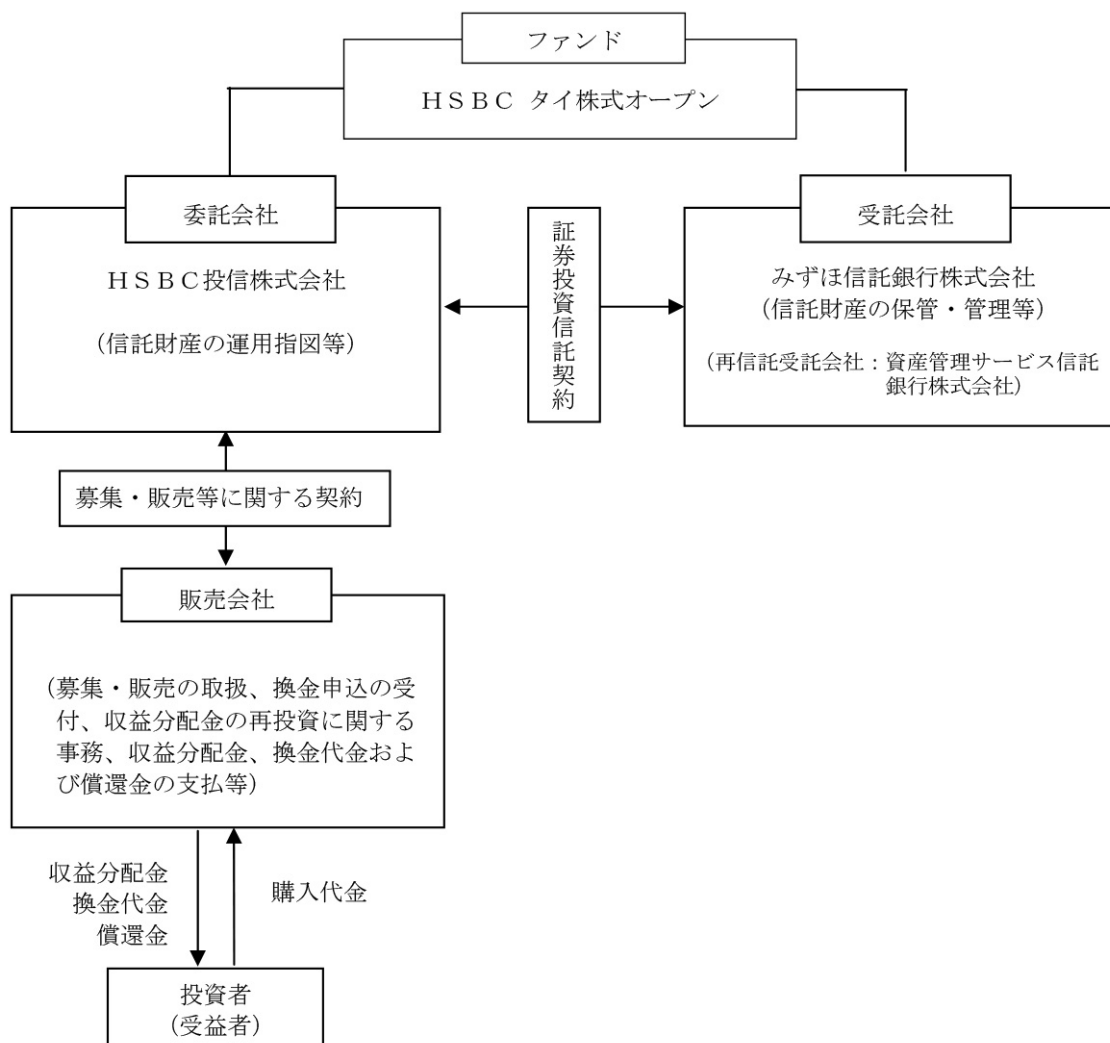 ファンド
ＨＳＢＣ タイ株式オープン
委託会社
ＨＳＢＣ投信株式会社
（信託財産の運用指図等）
証券投資信託契約
受託会社
みずほ信託銀行株式会社
（信託財産の保管・管理等）
（再信託受託会社：資産管理サービス信託
銀行株式会社）
募集・販売等に関する契約
販売会社
（募集・販売の取扱、換金申込の受
付、収益分配金の再投資に関する
事務、収益分配金、換金代金およ
び償還金の支払等）
収益分配金
換金代金
償還金
購入代金
投資者
（受益者）